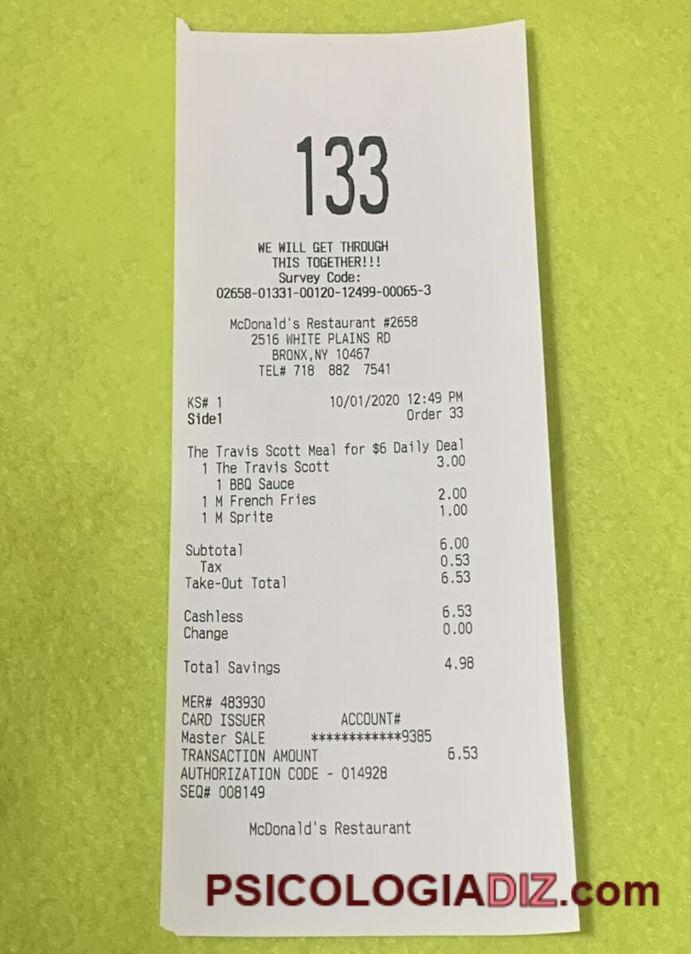 133
WE WILL GET THROUGH
THIS TOGETHER!!!
Survey Code:
02658-01331-00120-12499-00065-3
McDonald's Restaurant #2658
2516 WHITE PLAINS RD
BRONX,NY 10467
TEL# 718 882 7541
KS# 1 10/01/2020 12:49 PM
Side1 Order 33
The Travis Scott Meal for $6 Daily Deal
1 The Travis Scott 3.00
1 BBQ Sauce
1 M French Fries 2.00
1 M Sprite 1.00
Subtotal 6.00
Tax 0.53
Take-Out Total 6.53
Cashless 6.53
Change 0.00
Total Savings 4.98
MER# 483930
CARD ISSUER ACCOUNT#
Master SALE ************9385
TRANSACTION AMOUNT 6.53
AUTHORIZATION CODE - 014928
SEQ# 008149
McDonald's Restaurant
PSICOLOGIADIZ.com